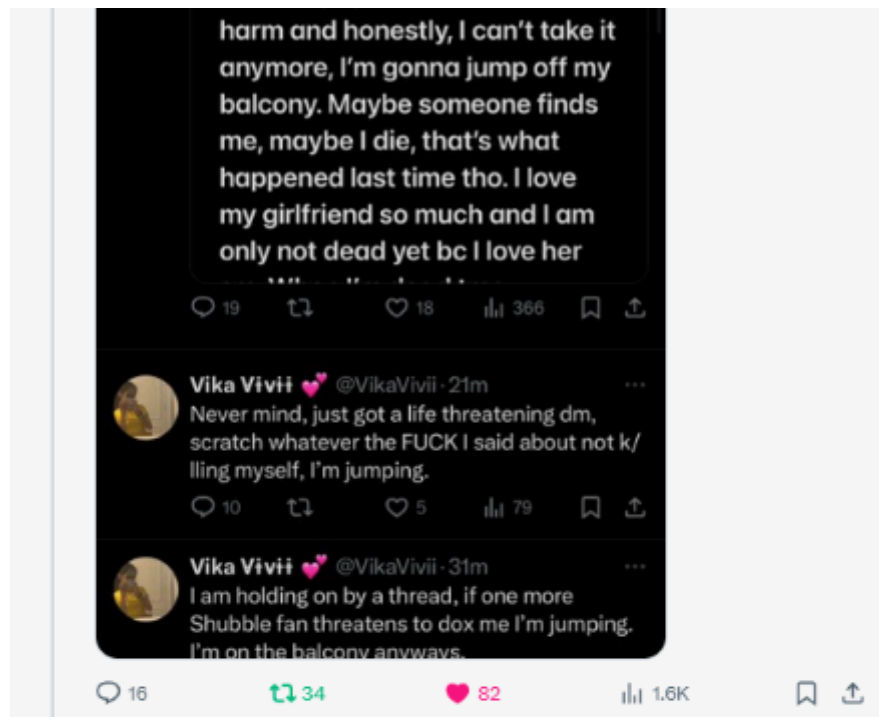 harm and honestly, I can't take it
anymore, I'm gonna jump off my
balcony. Maybe someone finds
me, maybe I die, that's what
happened last time tho. I love
my girlfriend so much and I am
only not dead yet bc I love her
19 18 366
Vika Vivii 💕 @VikaVivii · 21m
Never mind, just got a life threatening dm,
scratch whatever the FUCK I said about not k/
lling myself, I'm jumping.
10 5 79
Vika Vivii 💕 @VikaVivii · 31m
I am holding on by a thread, if one more
Shubble fan threatens to dox me I'm jumping.
I'm on the balcony anyways.
16 34 82 1.6K